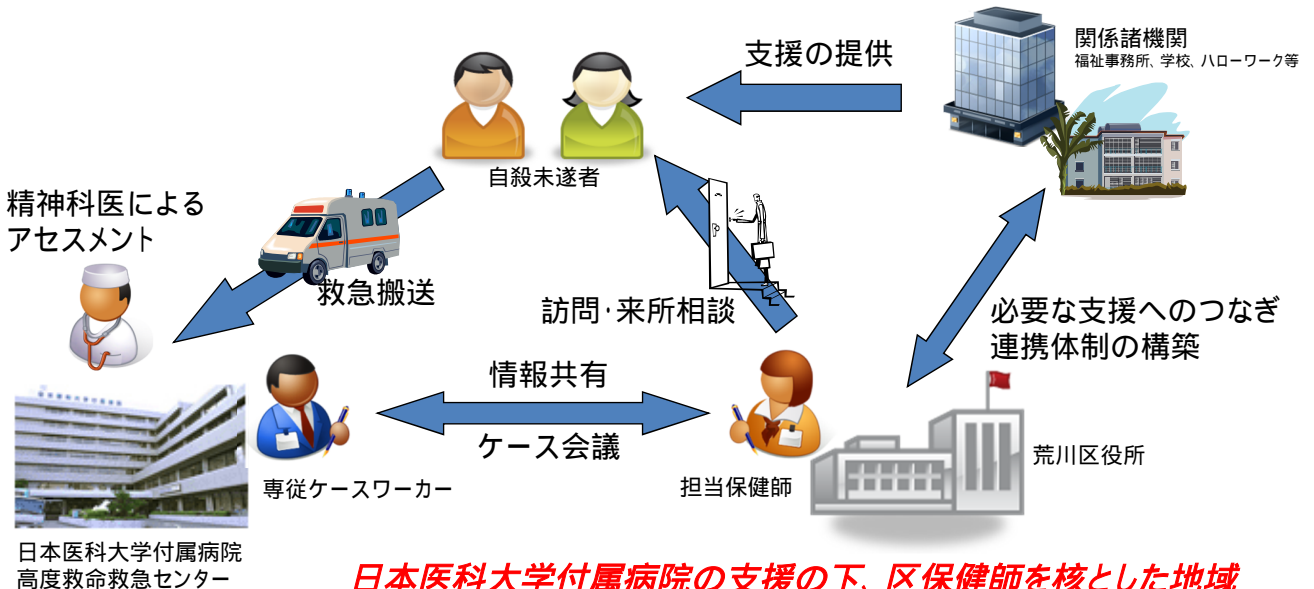 支援の提供
関係諸機関
福祉事務所、学校、ハローワーク等
自殺未遂者
精神科医による
アセスメント
救急搬送
訪問・来所相談
必要な支援へのつなぎ
連携体制の構築
情報共有
ケース会議
専従ケースワーカー
担当保健師
荒川区役所
日本医科大学付属病院
高度救命救急センター
日本医科大学付属病院の支援の下、区保健師を核とした地域